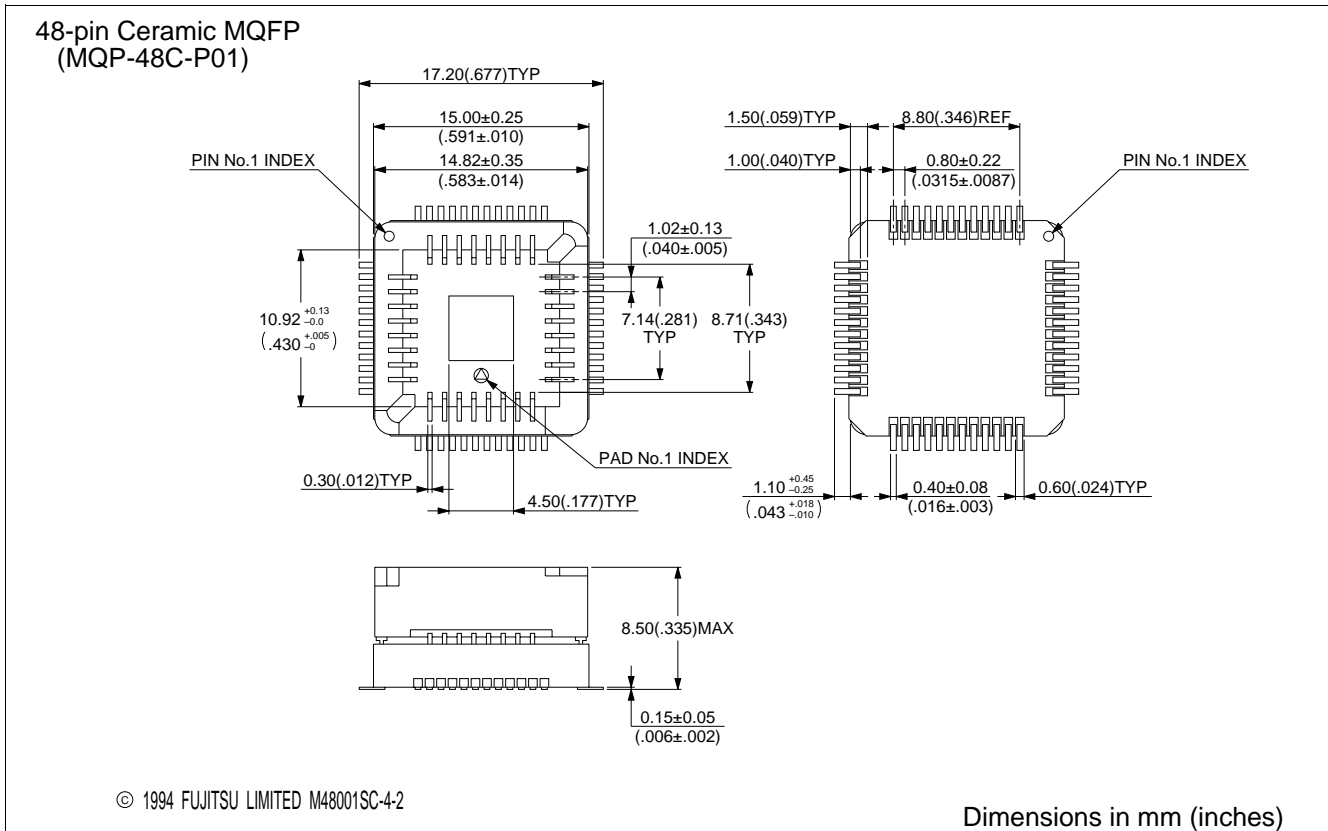 48-pin Ceramic MQFP
(MQP-48C-P01)
17.20(.677)TYP
15.00±0.25
(.591±.010)
14.82±0.35
(.583±.014)
PIN No.1 INDEX
1.02±0.13
(.040±.005)
10.92 +0.13 –0.0
(.430 +.005 –0)
7.14(.281)
TYP
8.71(.343)
TYP
PAD No.1 INDEX
0.30(.012)TYP
4.50(.177)TYP
1.50(.059)TYP
8.80(.346)REF
1.00(.040)TYP
0.80±0.22
(.0315±.0087)
PIN No.1 INDEX
1.10 +0.45 –0.25
(.043 +.018 –.010)
0.40±0.08
(.016±.003)
0.60(.024)TYP
8.50(.335)MAX
0.15±0.05
(.006±.002)
© 1994 FUJITSU LIMITED M48001SC-4-2
Dimensions in mm (inches)